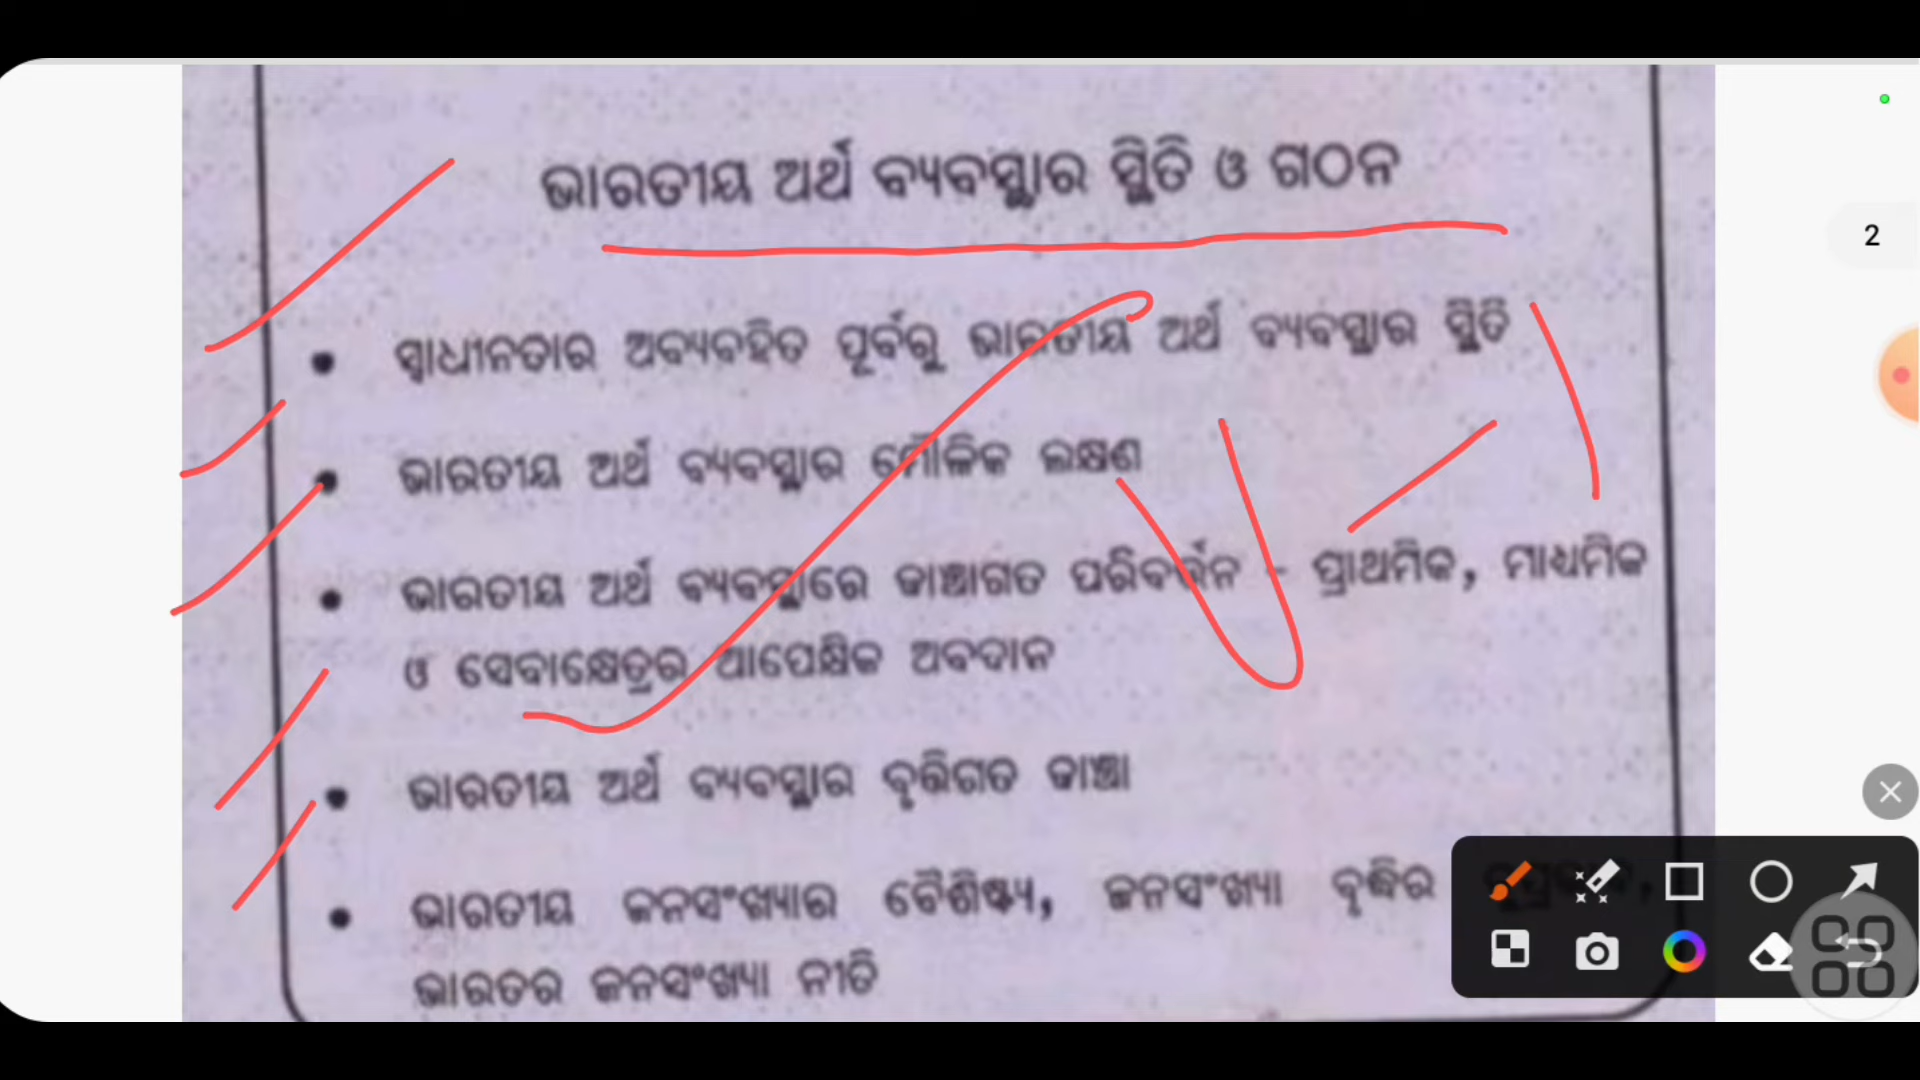 ଭାରତୀୟ ଅର୍ଥ ବ୍ୟବସ୍ଥାର ସ୍ଥିତି ଓ ଗଠନ
2
• ସ୍ୱାଧୀନତାର ଅବ୍ୟବହିତ ପୂର୍ବରୁ ଭାରତୀୟ ଅର୍ଥ ବ୍ୟବସ୍ଥାର ସ୍ଥିତି
• ଭାରତୀୟ ଅର୍ଥ ବ୍ୟବସ୍ଥାର ମୌଳିକ ଲକ୍ଷଣ
• ଭାରତୀୟ ଅର୍ଥ ବ୍ୟବସ୍ଥାରେ ଢାଞ୍ଚାଗତ ପରିବର୍ତ୍ତନ - ପ୍ରାଥମିକ, ମାଧ୍ୟମିକ
ଓ ସେବାକ୍ଷେତ୍ରର ଆପେକ୍ଷିକ ଅବଦାନ
• ଭାରତୀୟ ଅର୍ଥ ବ୍ୟବସ୍ଥାର ବୃତ୍ତିଗତ ଢାଞ୍ଚା
• ଭାରତୀୟ ଜନସଂଖ୍ୟାର ବୈଶିଷ୍ଟ୍ୟ, ଜନସଂଖ୍ୟା ବୃଦ୍ଧିର
ଭାରତର ଜନସଂଖ୍ୟା ନୀତି